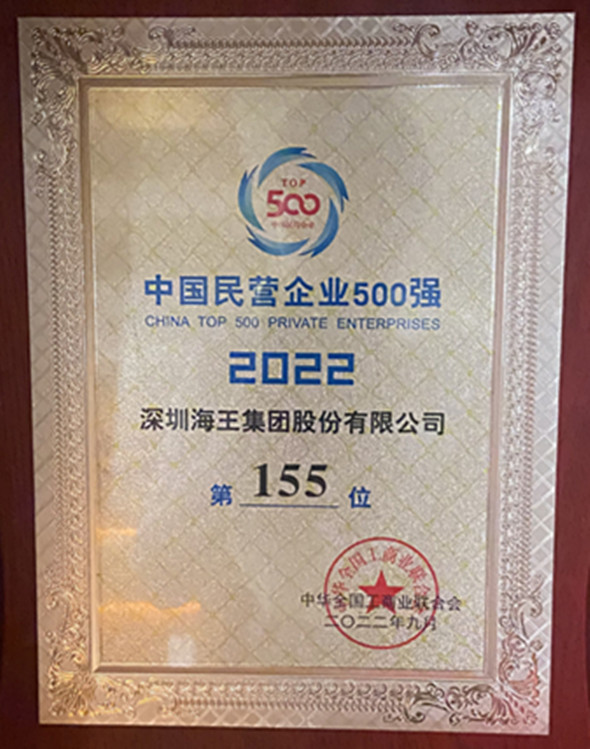 TOP
500
中国民营企业500强
CHINA TOP 500 PRIVATE ENTERPRISES
2022
深圳海王集团股份有限公司
第 155 位
中华全国工商业联合会
二〇二二年九月